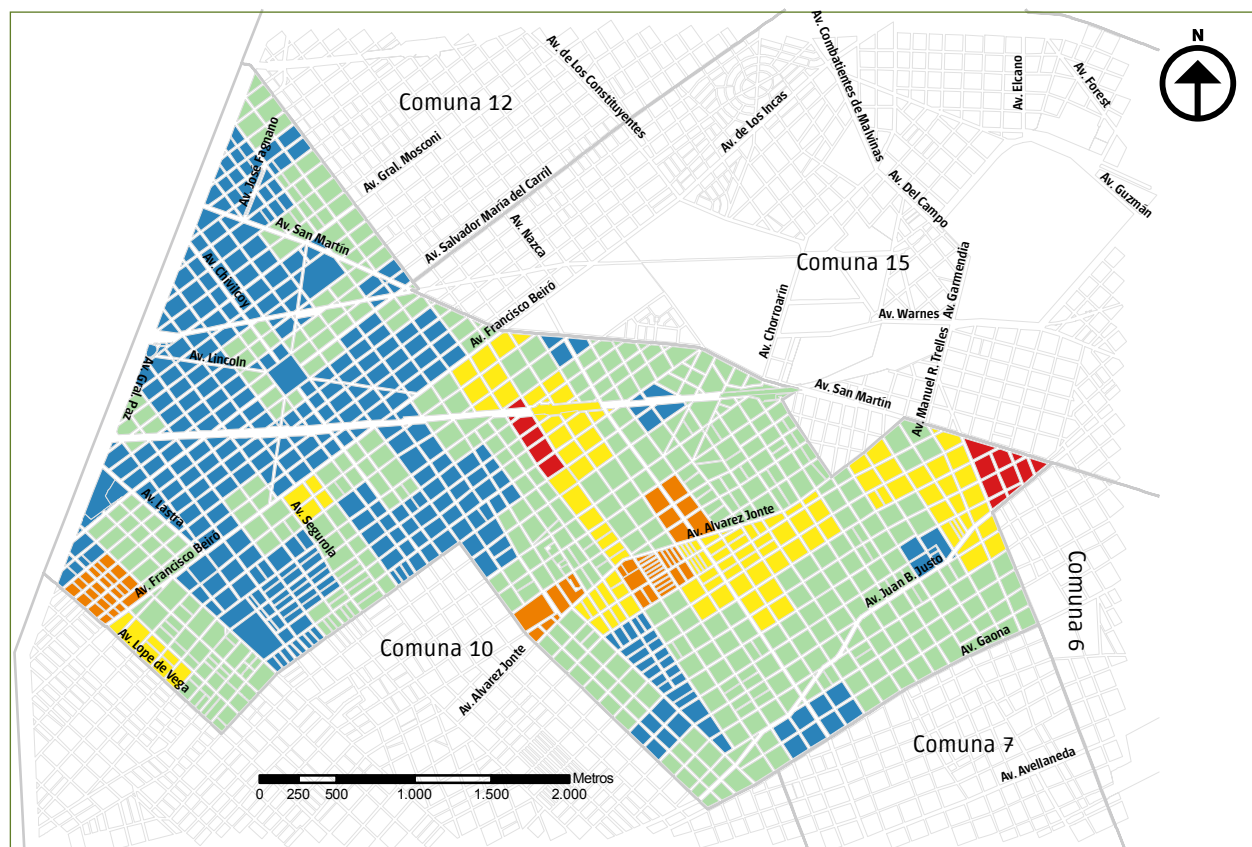 N
Comuna 12
Av. de Los Constituyentes
Av. Combatientes de Malvinas
Av. Elcano
Av. Forest
Av. de Los Incas
Av. Gral. Mosconi
Av. José Fagnano
Av. Salvador María del Carril
Av. Nazca
Av. Del Campo
Av. Guzmán
Av. San Martín
Av. Chivilcoy
Comuna 15
Av. Garmendia
Av. Chorroarín
Av. Warnes
Av. Francisco Beiró
Av. Lincoln
Av. Gral. Paz
Av. San Martín
Av. Manuel R. Trelles
Av. Lastra
Av. Segurola
Av. Alvarez Jonte
Av. Francisco Beiró
Av. Juan B. Justo
Comuna 6
Av. Lope de Vega
Comuna 10
Av. Alvarez Jonte
Av. Gaona
Comuna 7
Av. Avellaneda
Metros
0 250 500 1.000 1.500 2.000